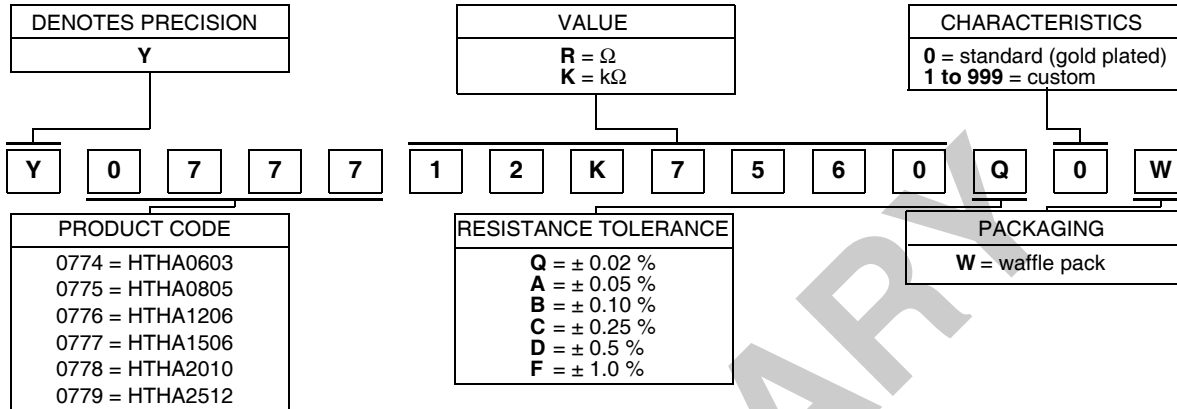 DENOTES PRECISION
Y
VALUE
R = Ω
K = kΩ
CHARACTERISTICS
0 = standard (gold plated)
1 to 999 = custom
Y 0 7 7 7 1 2 K 7 5 6 0 Q 0 W
PRODUCT CODE
0774 = HTHA0603
0775 = HTHA0805
0776 = HTHA1206
0777 = HTHA1506
0778 = HTHA2010
0779 = HTHA2512
RESISTANCE TOLERANCE
Q = ± 0.02 %
A = ± 0.05 %
B = ± 0.10 %
C = ± 0.25 %
D = ± 0.5 %
F = ± 1.0 %
PACKAGING
W = waffle pack
ARY